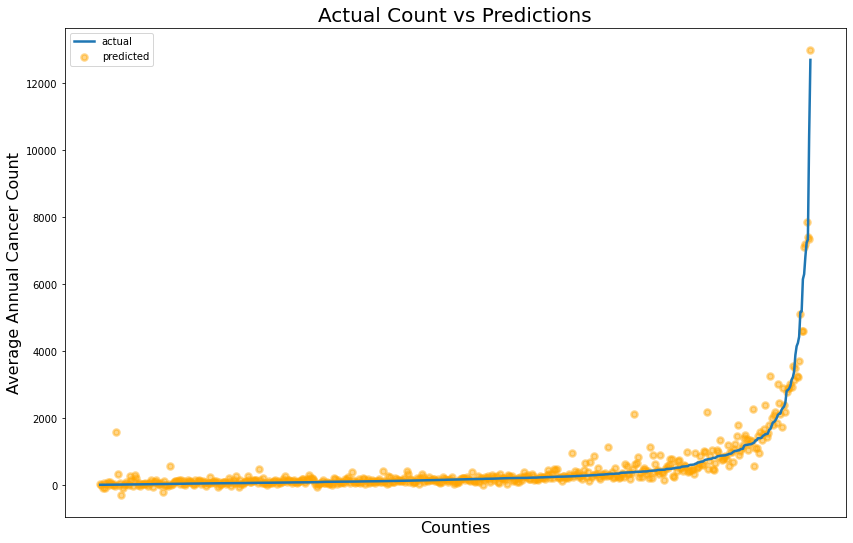 Actual Count vs Predictions
actual
predicted
12000
10000
8000
6000
4000
2000
0
Average Annual Cancer Count
Counties